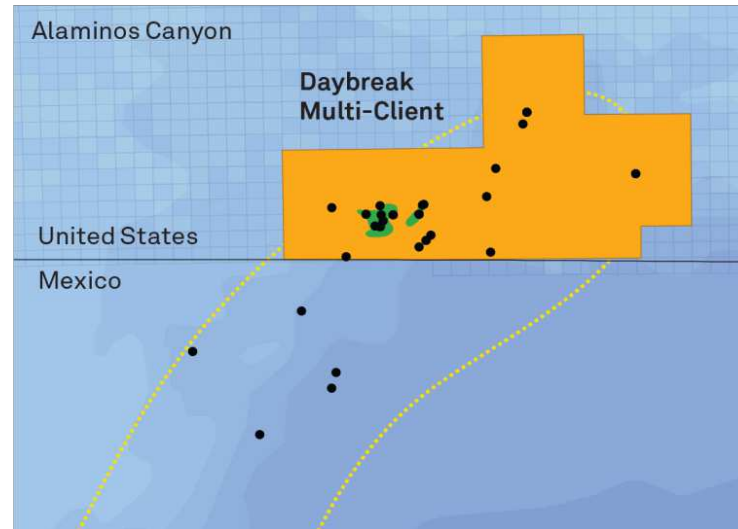 Alaminos Canyon
Daybreak
Multi-Client
United States
Mexico